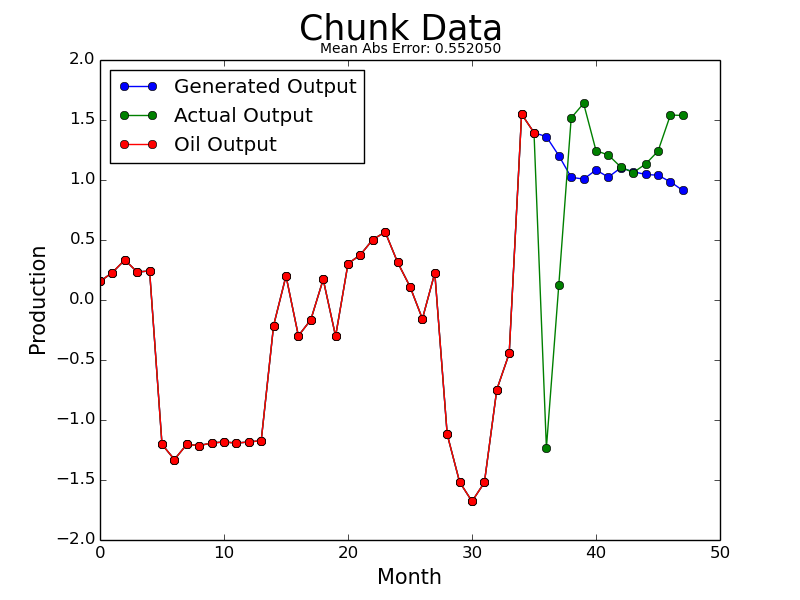 Chunk Data
Mean Abs Error: 0.552050
Generated Output
Actual Output
Oil Output
2.0
1.5
1.0
0.5
0.0
−0.5
−1.0
−1.5
−2.0
Production
0 10 20 30 40 50
Month